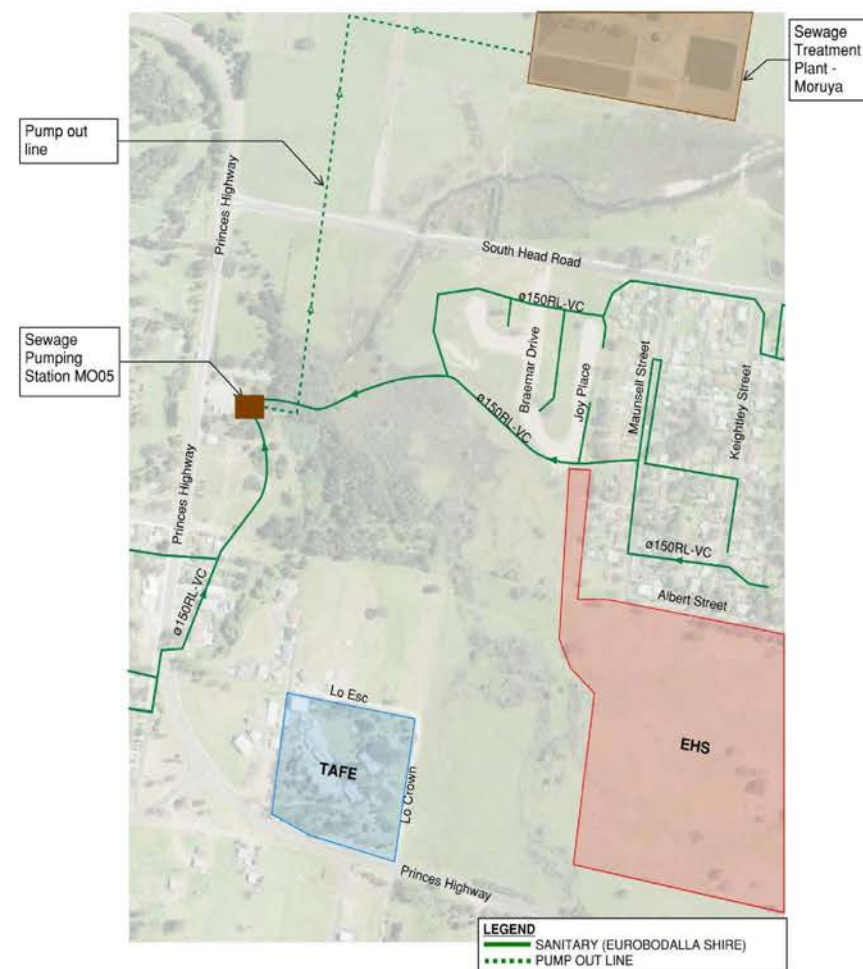 Sewage
Treatment
Plant -
Moruya
Pump out
line
Princes Highway
South Head Road
ø150RL-VC
Sewage
Pumping
Station MO05
Braemar Drive
Joy Place
Maunsell Street
Keightley Street
ø150RL-VC
Princes Highway
ø150RL-VC
ø150RL-VC
Albert Street
Lo Esc
TAFE
Lo Crown
EHS
Princes Highway
LEGEND
SANITARY (EUROBODALLA SHIRE)
PUMP OUT LINE